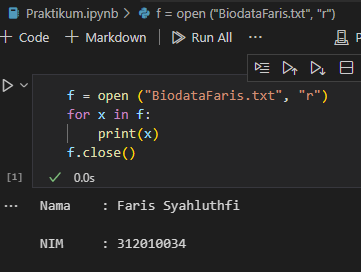 Praktikum.ipynb > f = open ("BiodataFaris.txt", "r")
+ Code + Markdown Run All ...
f = open ("BiodataFaris.txt", "r")
for x in f:
print(x)
f.close()
[1] 0.0s
... Nama : Faris Syahluthfi
NIM : 312010034